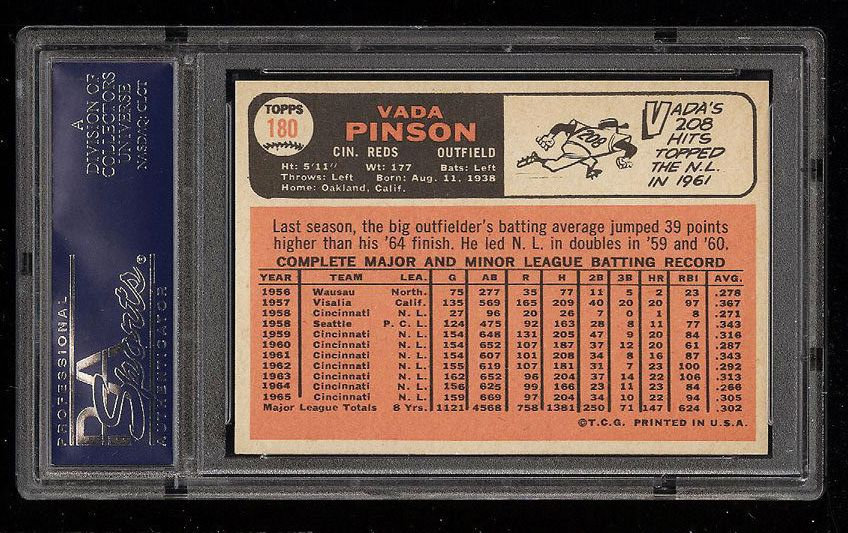 A
DIVISION OF
COLLECTORS
UNIVERSE
NASDAQ: CLCT
PROFESSIONAL
PSA
Sports®
AUTHENTICATOR
TOPPS
180
VADA
PINSON
CIN. REDS OUTFIELD
Ht: 5'11" Wt: 177 Bats: Left
Throws: Left Born: Aug. 11, 1938
Home: Oakland, Calif.
208
VADA'S
208
HITS
TOPPED
THE N.L.
IN 1961
Last season, the big outfielder's batting average jumped 39 points
higher than his '64 finish. He led N. L. in doubles in '59 and '60.
COMPLETE MAJOR AND MINOR LEAGUE BATTING RECORD
YEAR TEAM LEA. G AB R H 2B 3B HR RBI AVG.
1956 Wausau North. 75 277 35 77 11 5 2 23 .278
1957 Visalia Calif. 135 569 165 209 40 20 20 97 .367
1958 Cincinnati N. L. 27 96 20 26 7 0 1 8 .271
1958 Seattle P. C. L. 124 475 92 163 28 8 11 77 .343
1959 Cincinnati N. L. 154 648 131 205 47 9 20 84 .316
1960 Cincinnati N. L. 154 652 107 187 37 12 20 61 .287
1961 Cincinnati N. L. 154 607 101 208 34 8 16 87 .343
1962 Cincinnati N. L. 155 619 107 181 31 7 23 100 .292
1963 Cincinnati N. L. 162 652 96 204 37 14 22 106 .313
1964 Cincinnati N. L. 156 625 99 166 23 11 23 84 .266
1965 Cincinnati N. L. 159 669 97 204 34 10 22 94 .305
Major League Totals 8 Yrs. 1121 4568 758 1381 250 71 147 624 .302
©T.C.G. PRINTED IN U.S.A.